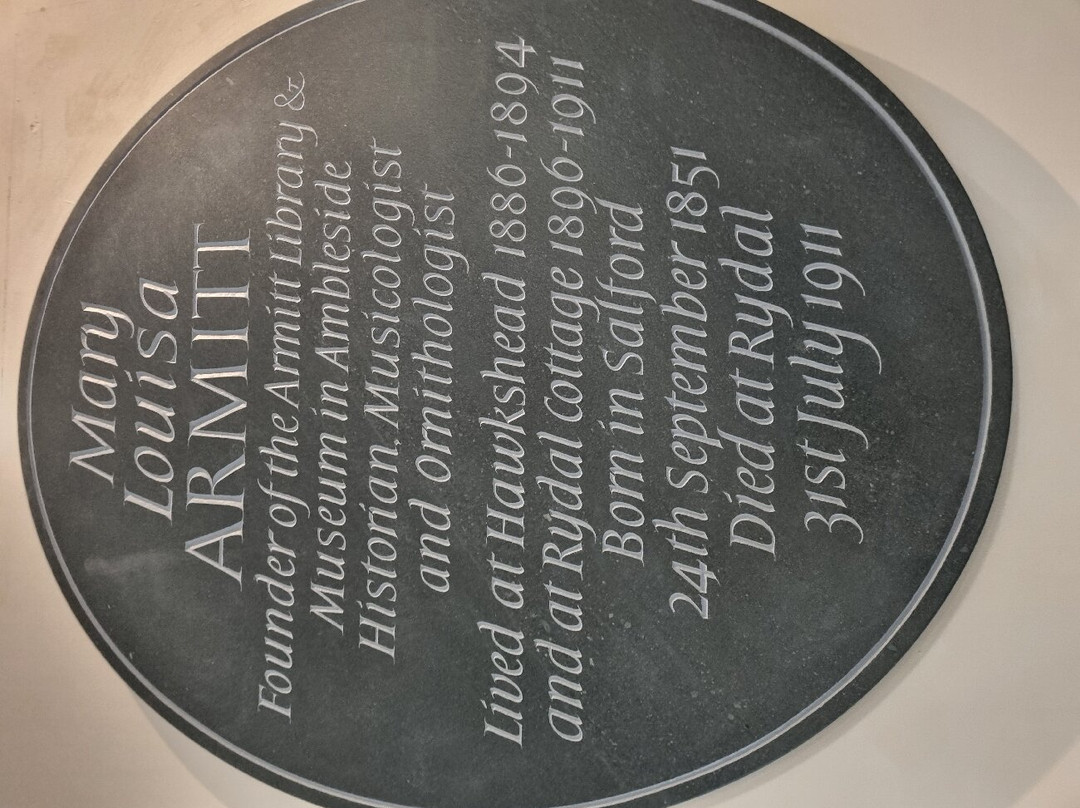 Mary
Louisa
ARMITT
Founder of the Armitt Library &
Museum in Ambleside
Historian, Musicologist
and Ornithologist
Lived at Hawkshead 1886-1894
and at Rydal Cottage 1896-1911
Born in Salford
24th September 1851
Died at Rydal
31st July 1911